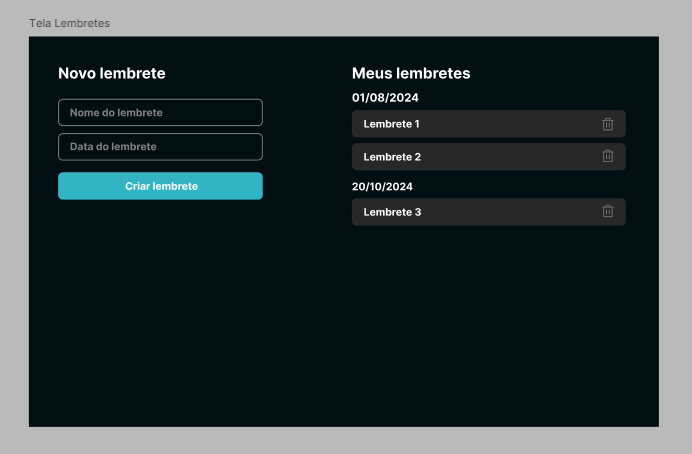 Tela Lembretes
Novo lembrete
Nome do lembrete
Data do lembrete
Criar lembrete
Meus lembretes
01/08/2024
Lembrete 1
Lembrete 2
20/10/2024
Lembrete 3